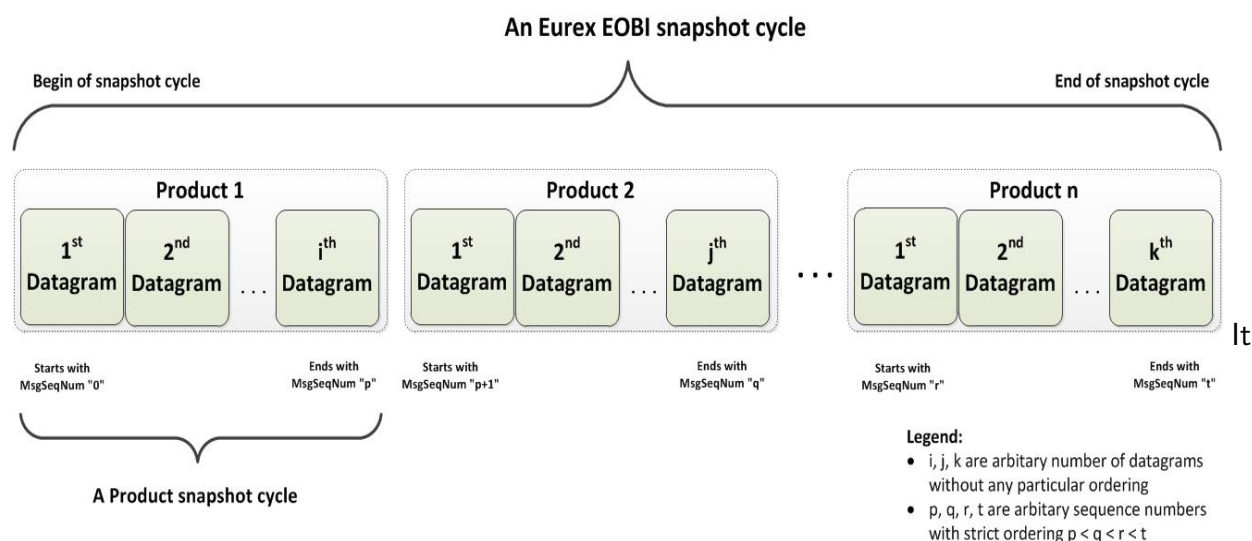 An Eurex EOBI snapshot cycle
Begin of snapshot cycle
End of snapshot cycle
Product 1
1st
Datagram
2nd
Datagram
. . .
ith
Datagram
Product 2
1st
Datagram
2nd
Datagram
. . .
jth
Datagram
. . .
Product n
1st
Datagram
2nd
Datagram
. . .
kth
Datagram
It
Starts with
MsgSeqNum "0"
Ends with
MsgSeqNum "p"
Starts with
MsgSeqNum "p+1"
Ends with
MsgSeqNum "q"
Starts with
MsgSeqNum "r"
Ends with
MsgSeqNum "t"
A Product snapshot cycle
Legend:
• i, j, k are arbitary number of datagrams
without any particular ordering
• p, q, r, t are arbitary sequence numbers
with strict ordering p < q < r < t